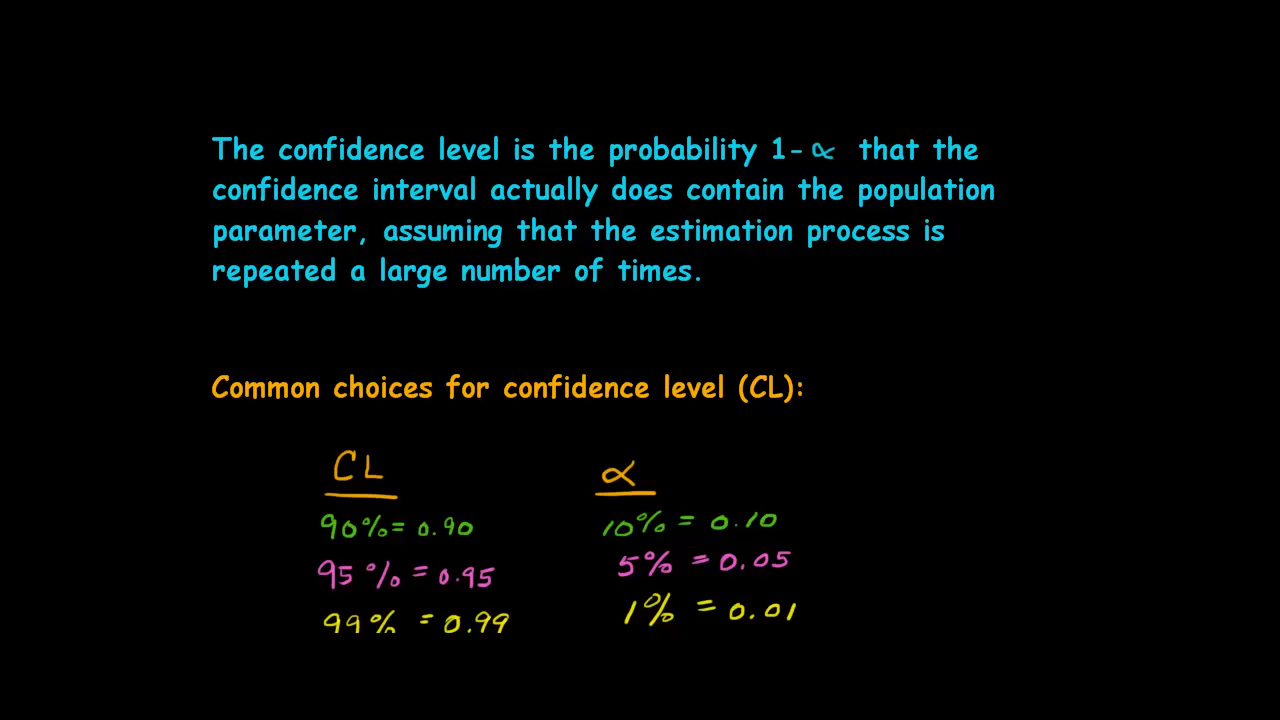 The confidence level is the probability 1-α that the
confidence interval actually does contain the population
parameter, assuming that the estimation process is
repeated a large number of times.
Common choices for confidence level (CL):
CL α
90% = 0.90 10% = 0.10
95% = 0.95 5% = 0.05
99% = 0.99 1% = 0.01